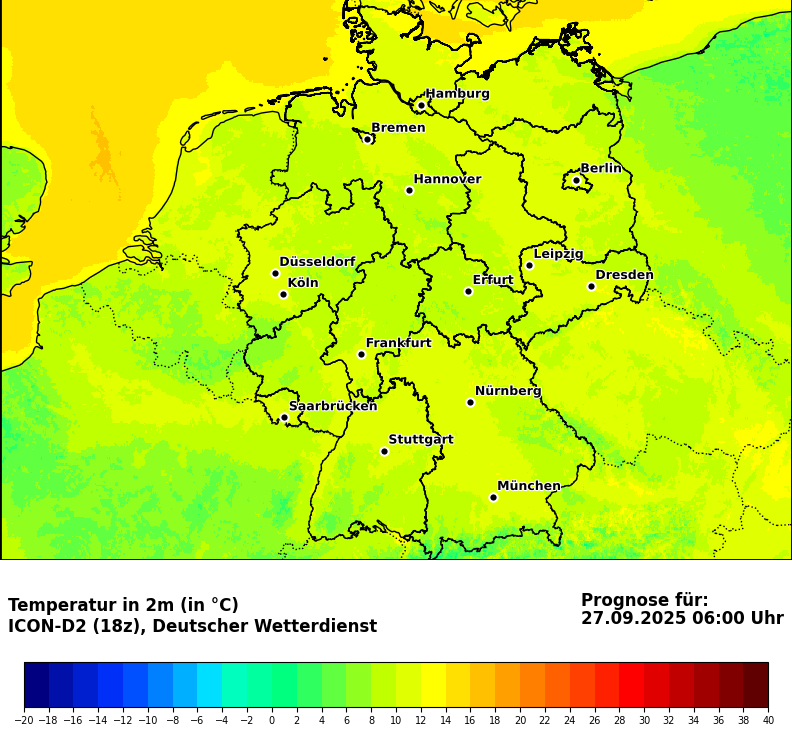 Hamburg
Bremen
Berlin
Hannover
Leipzig
Düsseldorf
Dresden
Köln
Erfurt
Frankfurt
Nürnberg
Saarbrücken
Stuttgart
München
Temperatur in 2m (in °C)
ICON-D2 (18z), Deutscher Wetterdienst
Prognose für:
27.09.2025 06:00 Uhr
−20 −18 −16 −14 −12 −10 −8 −6 −4 −2 0 2 4 6 8 10 12 14 16 18 20 22 24 26 28 30 32 34 36 38 40